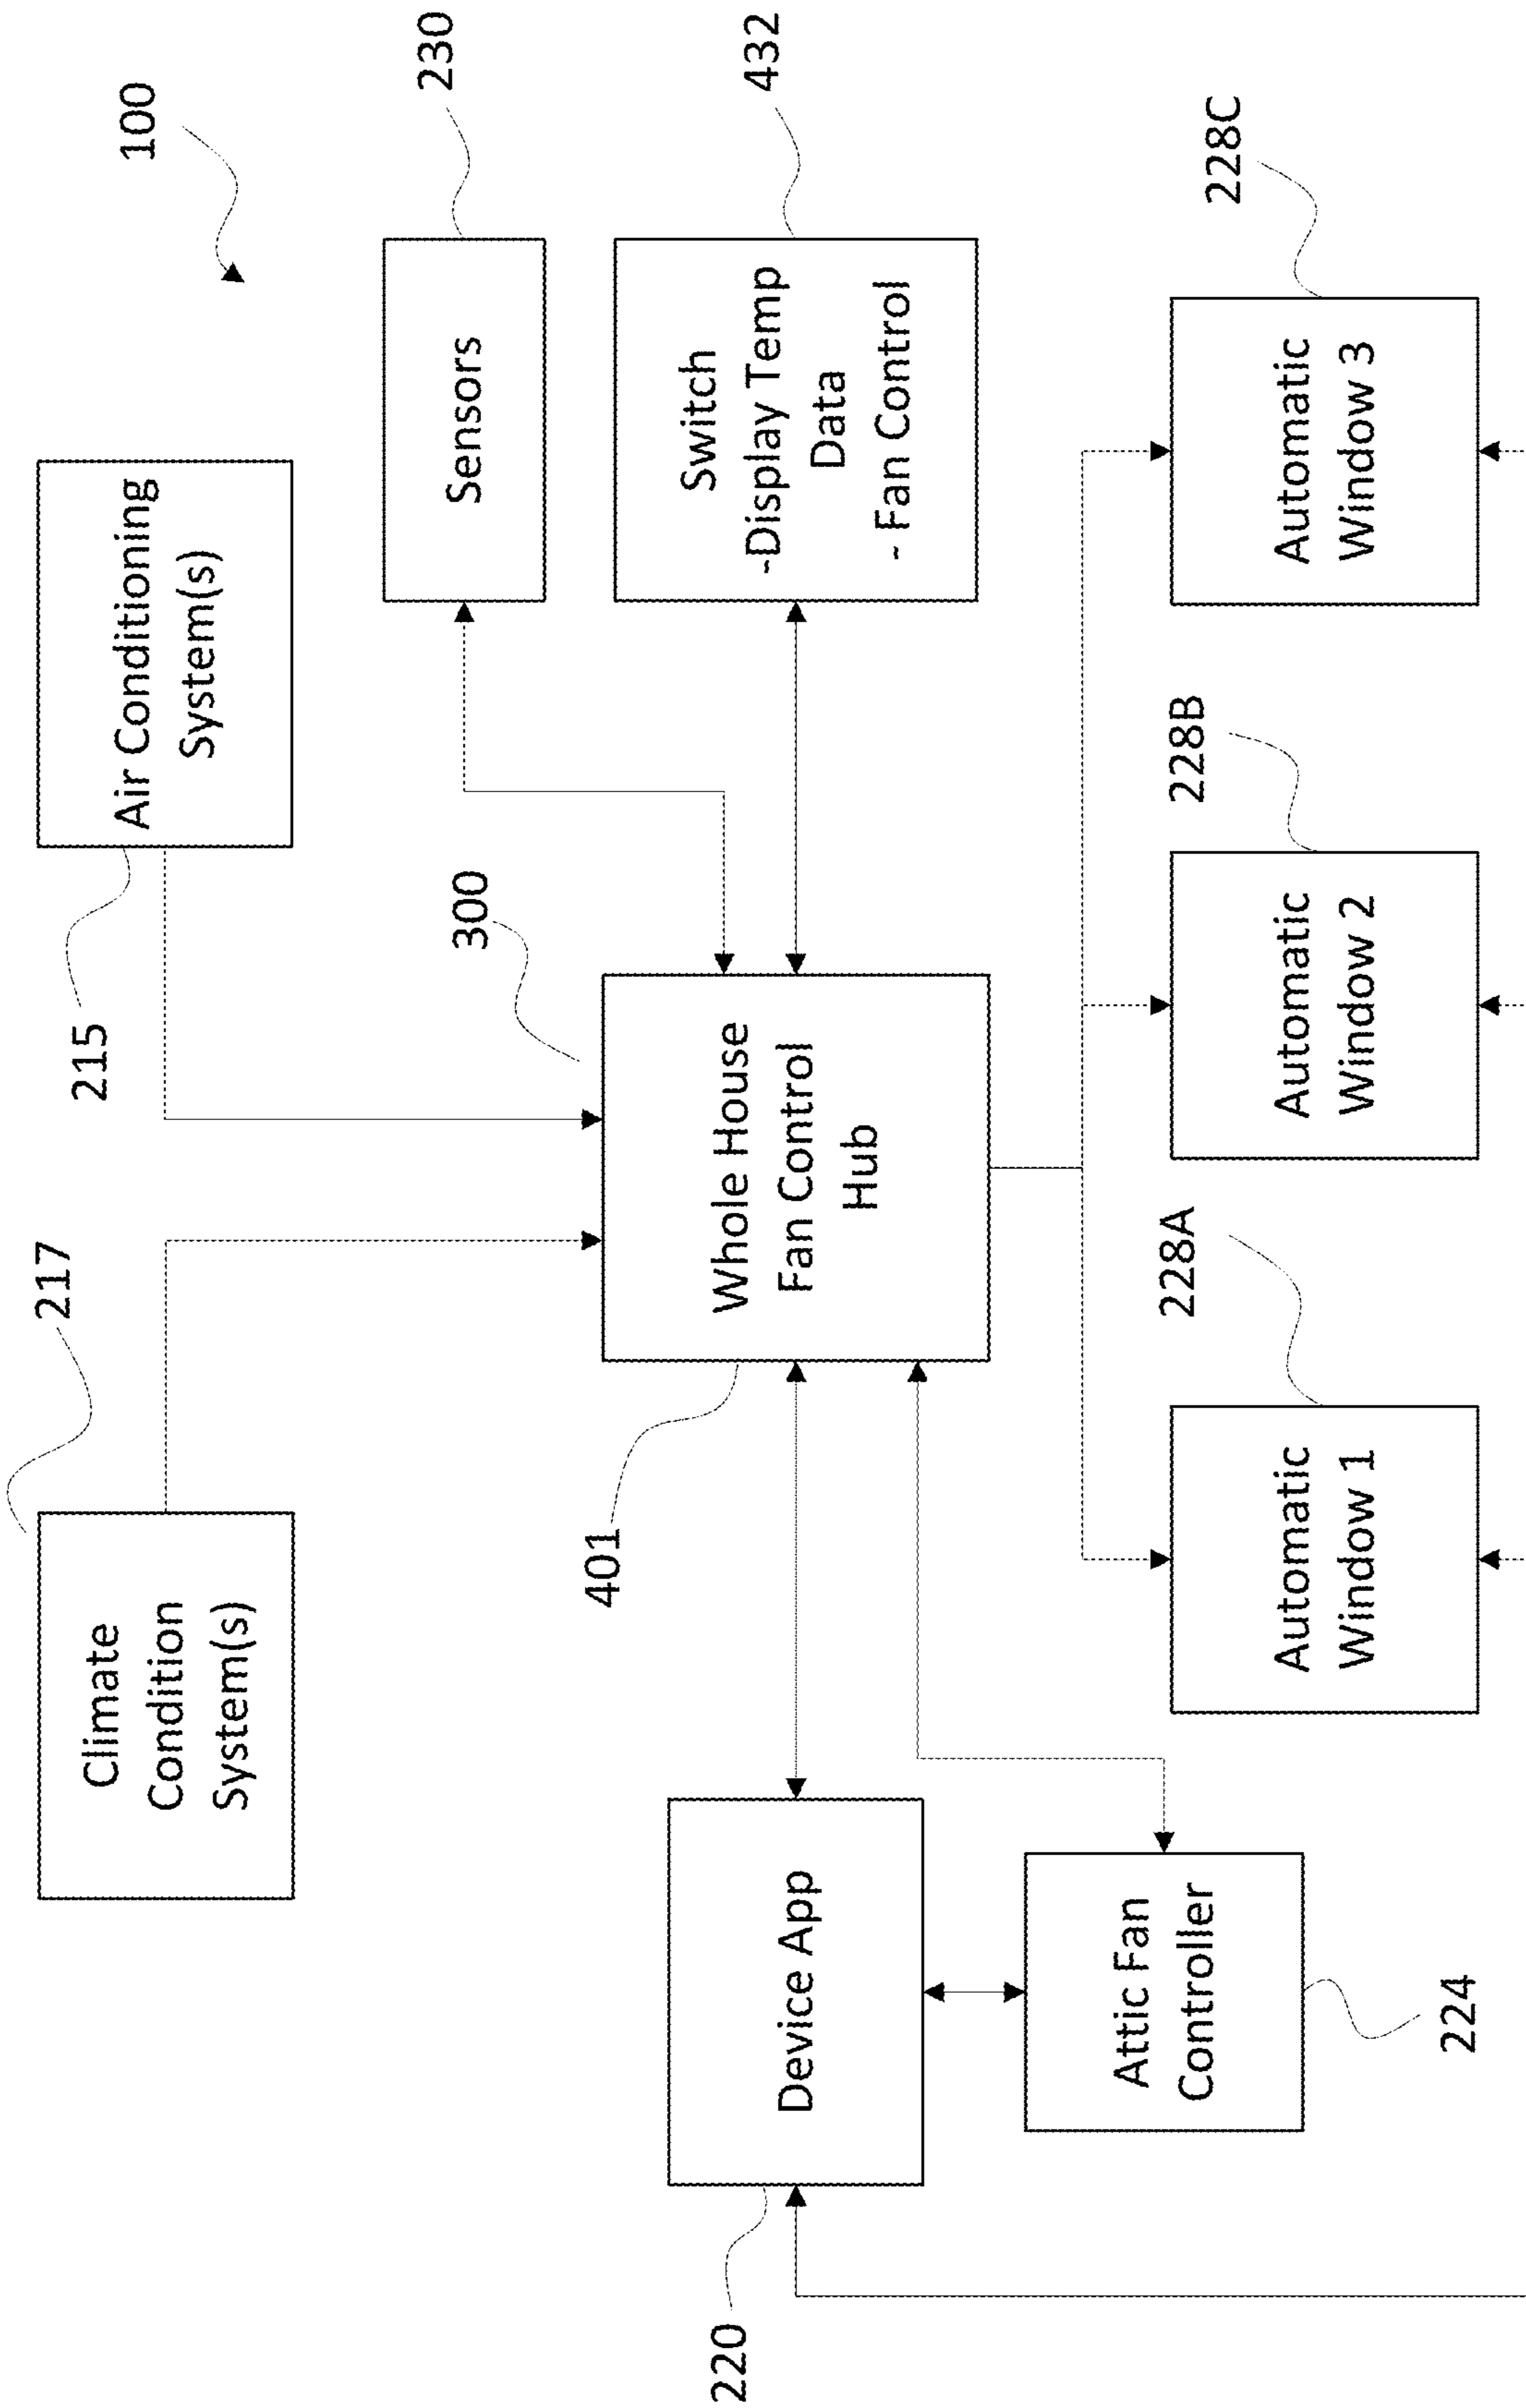 100
217
Climate
Condition
System(s)
215
Air Conditioning
System(s)
230
Sensors
300
401
Whole House
Fan Control
Hub
432
Switch
-Display Temp
Data
- Fan Control
220
Device App
Attic Fan
Controller
224
228A
Automatic
Window 1
228B
Automatic
Window 2
228C
Automatic
Window 3